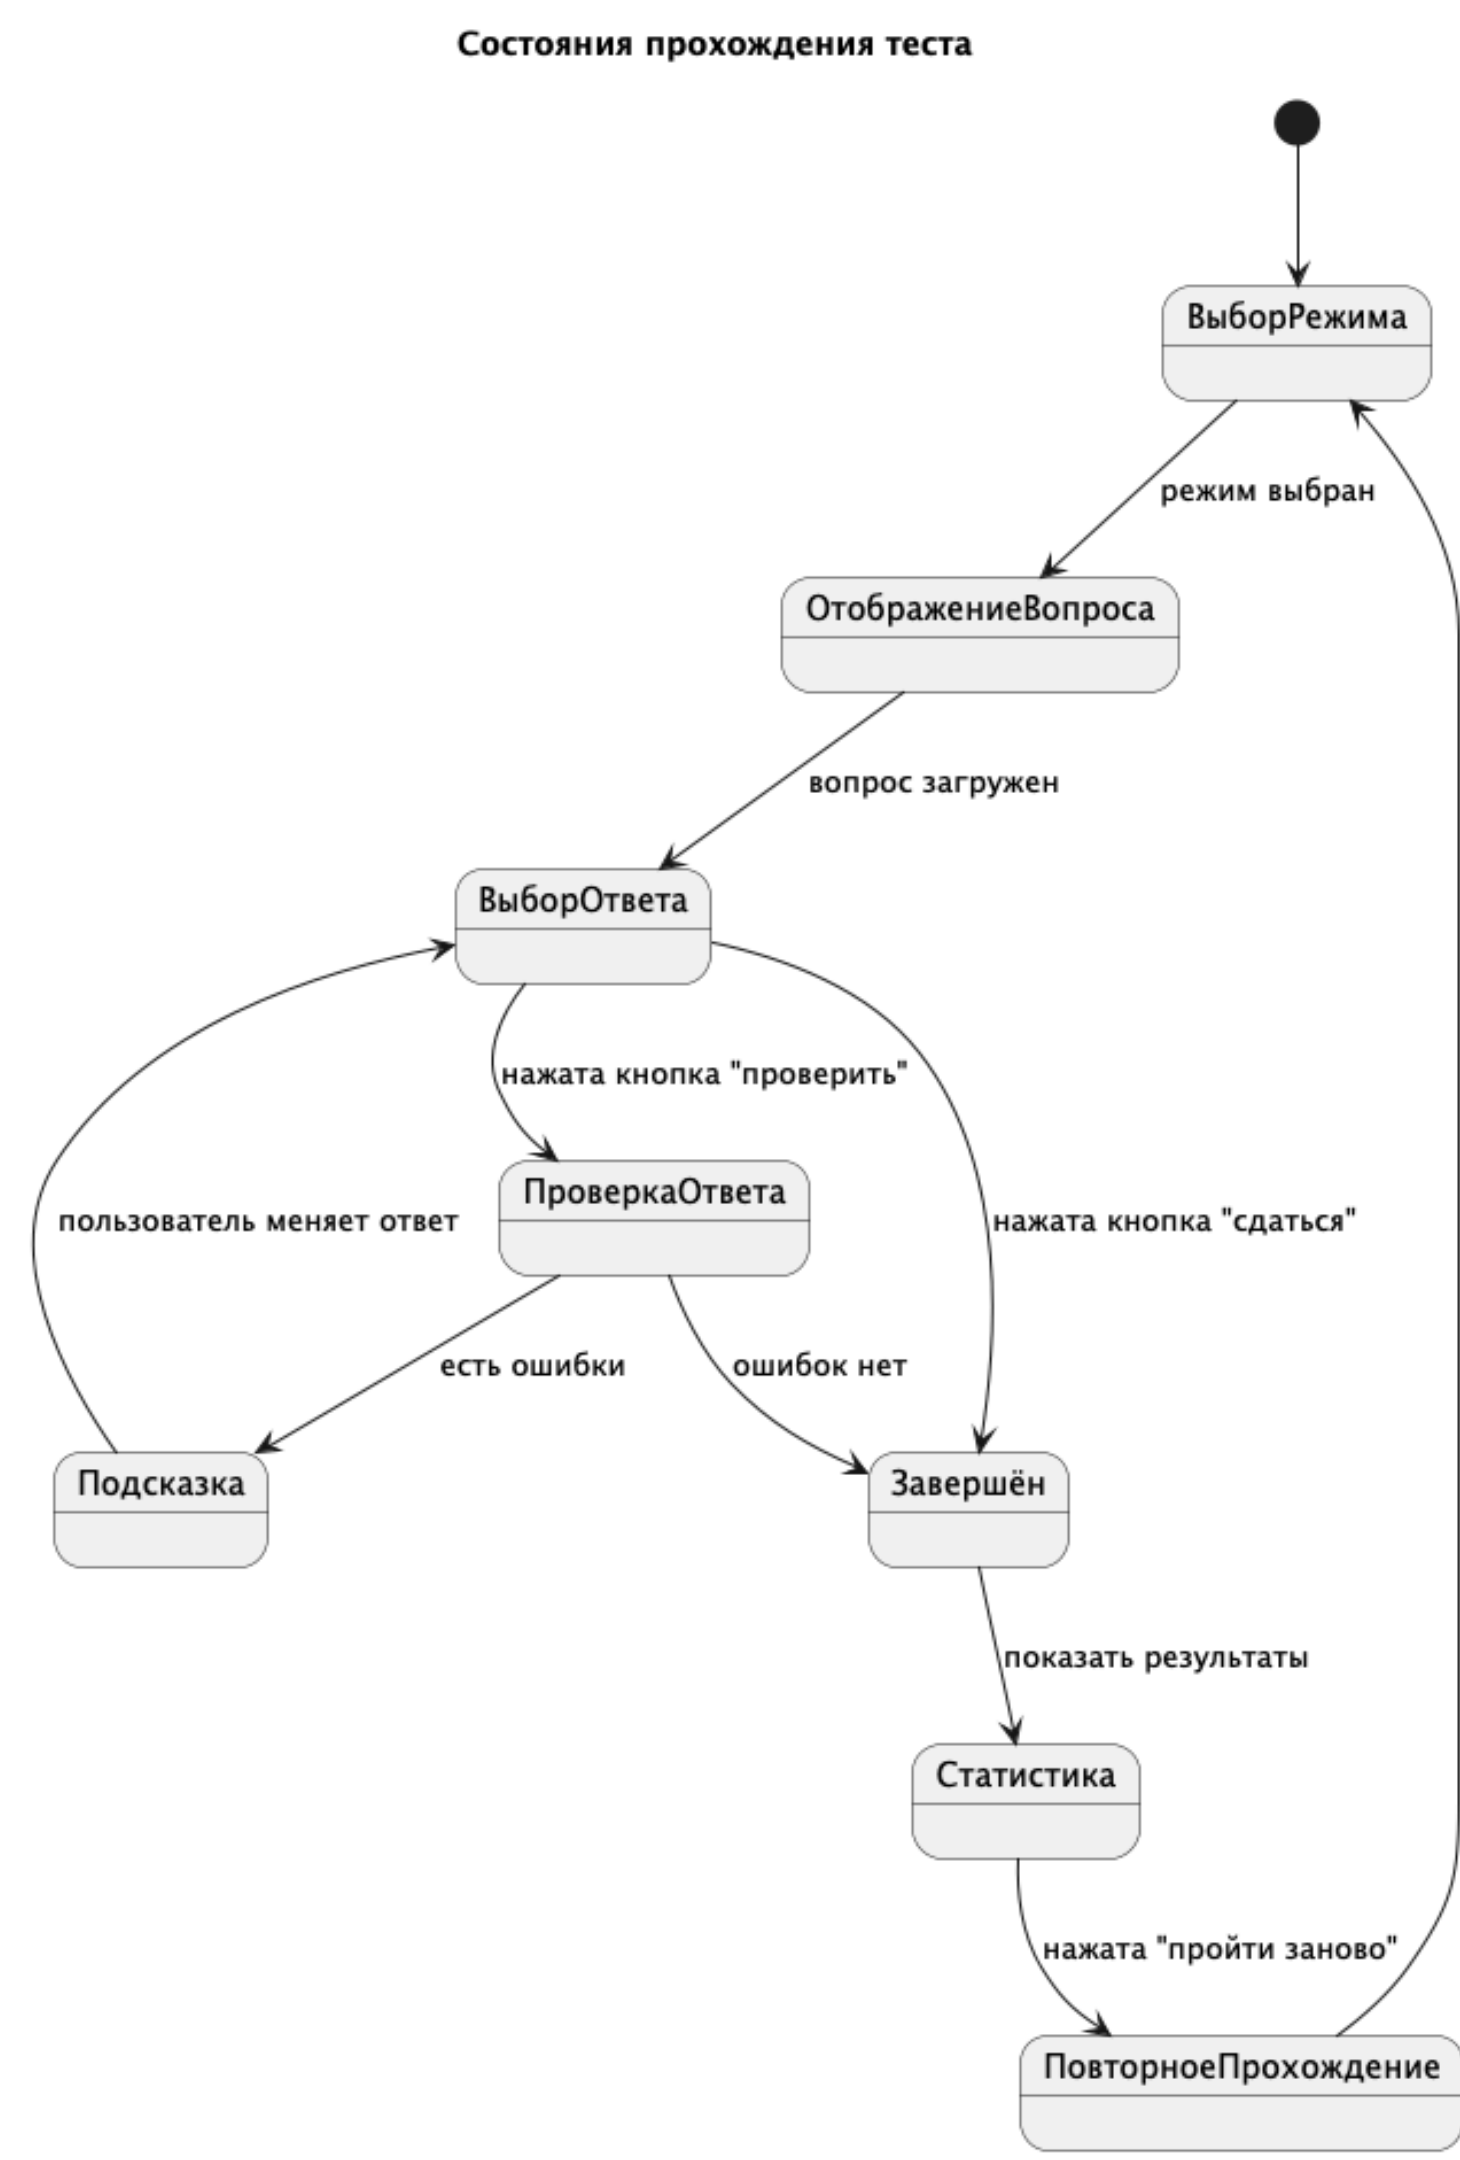 Состояния прохождения теста
ВыборРежима
режим выбран
ОтображениеВопроса
вопрос загружен
ВыборОтвета
нажата кнопка "проверить"
ПроверкаОтвета
пользователь меняет ответ
нажата кнопка "сдаться"
есть ошибки
ошибок нет
Подсказка
Завершён
показать результаты
Статистика
нажата "пройти заново"
ПовторноеПрохождение